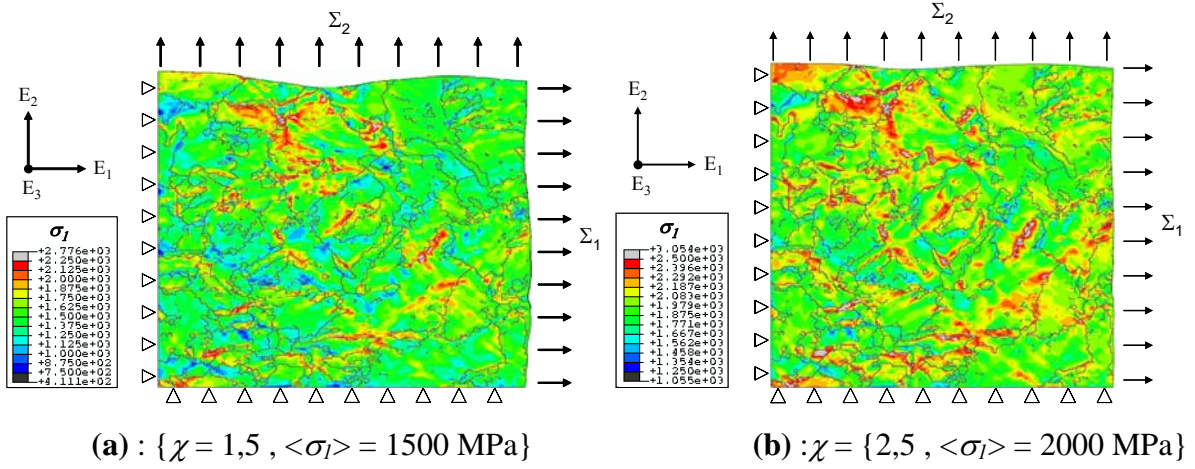 Σ2
E2
E1
E3
σ1
+2.776e+03
+2.250e+03
+2.125e+03
+2.000e+03
+1.875e+03
+1.750e+03
+1.625e+03
+1.500e+03
+1.375e+03
+1.250e+03
+1.125e+03
+1.000e+03
+8.750e+02
+7.500e+02
+4.111e+02
Σ1
(a) : {χ = 1,5 , <σ1> = 1500 MPa}
Σ2
E2
E1
E3
σ1
+3.054e+03
+2.500e+03
+2.396e+03
+2.292e+03
+2.187e+03
+2.083e+03
+1.979e+03
+1.875e+03
+1.771e+03
+1.667e+03
+1.562e+03
+1.458e+03
+1.354e+03
+1.250e+03
+1.055e+03
Σ1
(b) :χ = {2,5 , <σ1> = 2000 MPa}